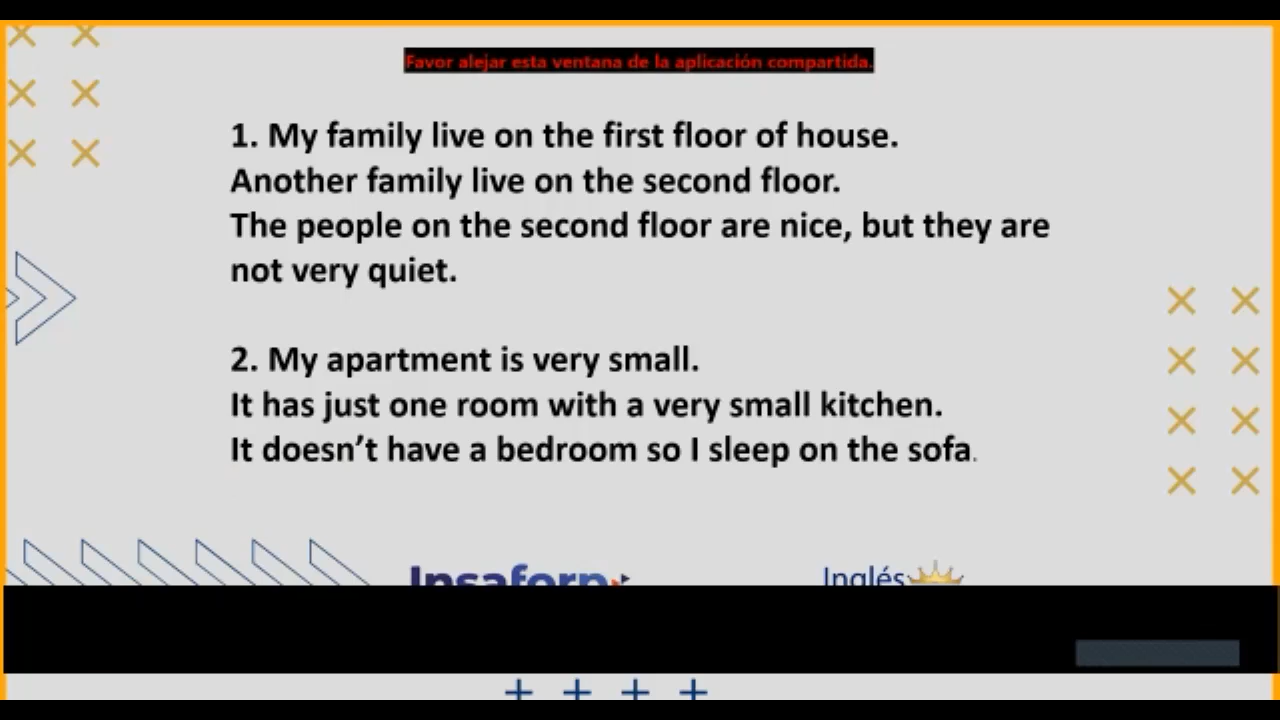 Favor alejar esta ventana de la aplicación compartida.
1. My family live on the first floor of house.
Another family live on the second floor.
The people on the second floor are nice, but they are
not very quiet.
2. My apartment is very small.
It has just one room with a very small kitchen.
It doesn’t have a bedroom so I sleep on the sofa.
Insaforp
Inglés